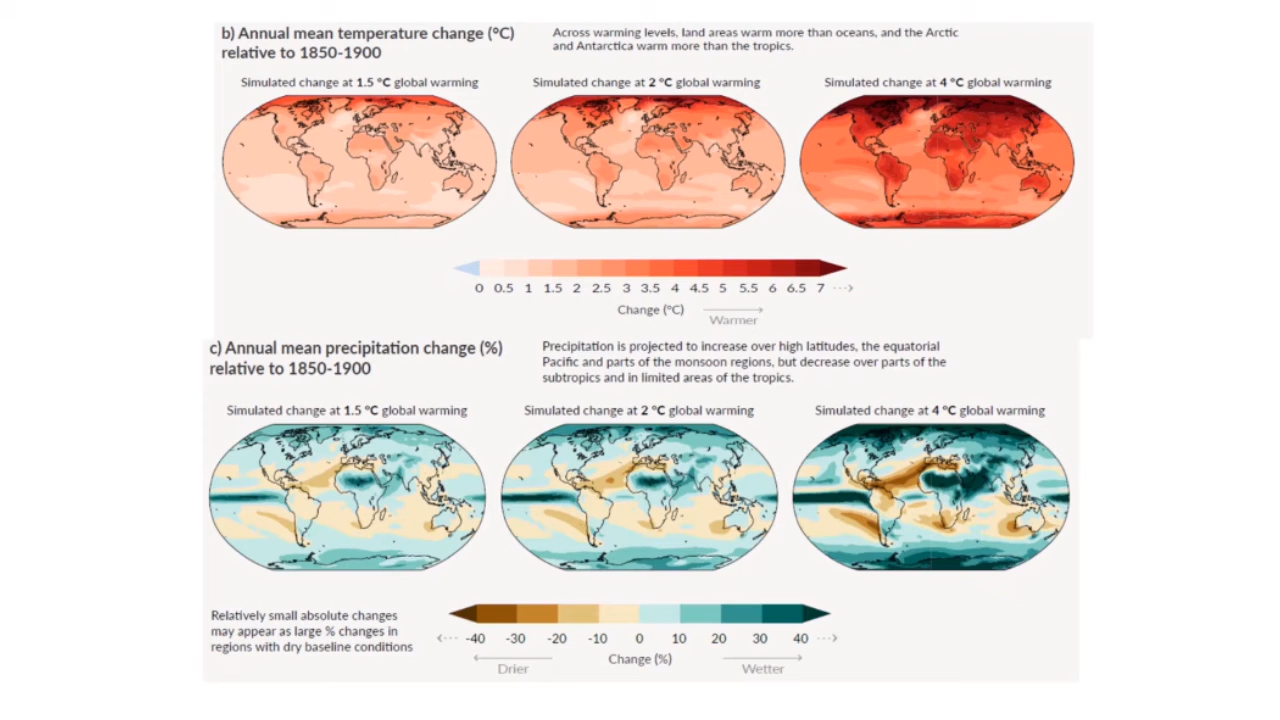 b) Annual mean temperature change (°C)
relative to 1850-1900
Across warming levels, land areas warm more than oceans, and the Arctic
and Antarctica warm more than the tropics.
Simulated change at 1.5 °C global warming
Simulated change at 2 °C global warming
Simulated change at 4 °C global warming
0 0.5 1 1.5 2 2.5 3 3.5 4 4.5 5 5.5 6 6.5 7
Change (°C)
Warmer
c) Annual mean precipitation change (%)
relative to 1850-1900
Precipitation is projected to increase over high latitudes, the equatorial
Pacific and parts of the monsoon regions, but decrease over parts of the
subtropics and in limited areas of the tropics.
Simulated change at 1.5 °C global warming
Simulated change at 2 °C global warming
Simulated change at 4 °C global warming
Relatively small absolute changes
may appear as large % changes in
regions with dry baseline conditions
-40 -30 -20 -10 0 10 20 30 40
Change (%)
Drier
Wetter